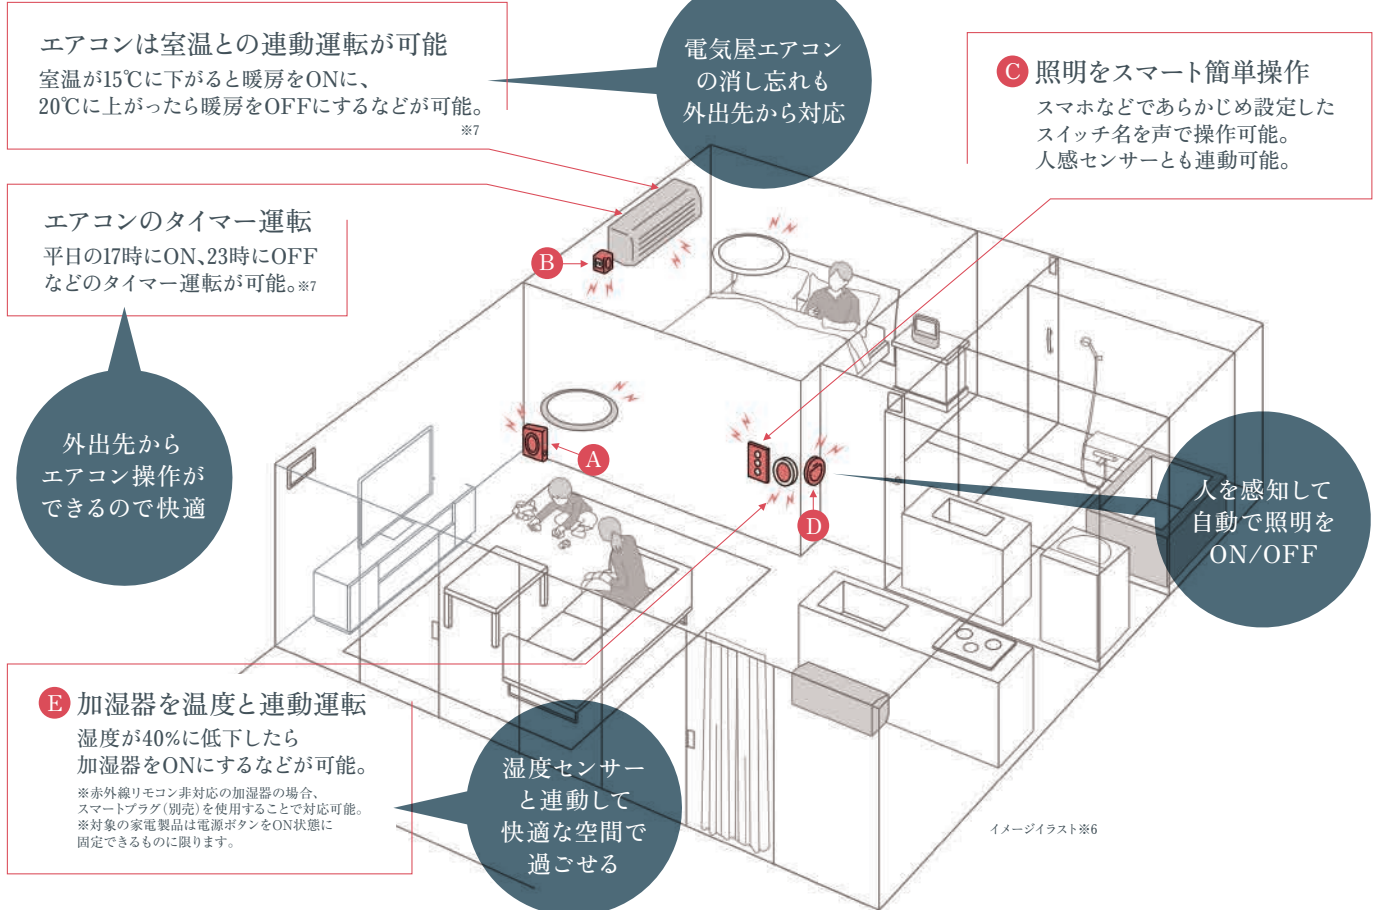 エアコンは室温との連動運転が可能
室温が15℃に下がると暖房をONに、
20℃に上がったら暖房をOFFにするなどが可能。
※7
電気屋エアコン
の消し忘れも
外出先から対応
C 照明をスマート簡単操作
スマホなどであらかじめ設定した
スイッチ名を声で操作可能。
人感センサーとも連動可能。
エアコンのタイマー運転
平日の17時にON、23時にOFF
などのタイマー運転が可能。※7
B
外出先から
エアコン操作が
できるので快適
A
D
人を感知して
自動で照明を
ON/OFF
E 加湿器を温度と連動運転
湿度が40%に低下したら
加湿器をONにするなどが可能。
※赤外線リモコン非対応の加湿器の場合、
スマートプラグ(別売)を使用することで対応可能。
※対象の家電製品は電源ボタンをON状態に
固定できるものに限ります。
湿度センサー
と連動して
快適な空間で
過ごせる
イメージイラスト※6